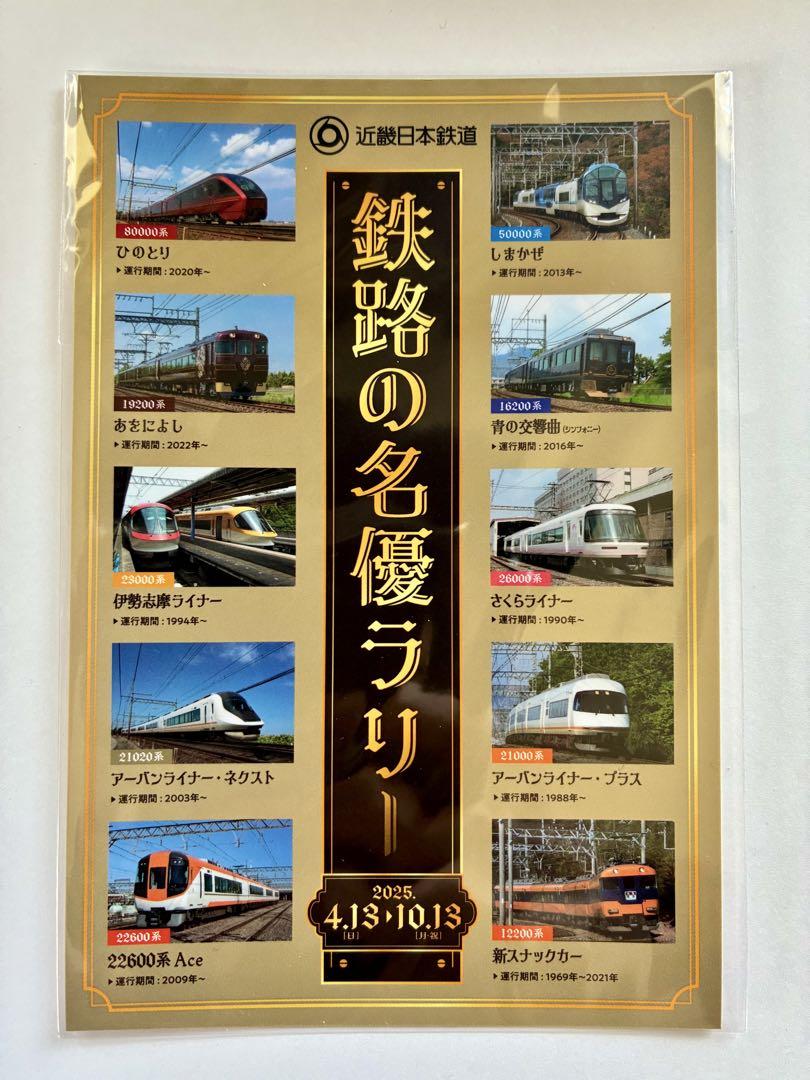 近畿日本鉄道
鉄路の名優ラリー
2025.
4.13▶10.13
[日] [月・祝]
80000系
ひのとり
▶運行期間：2020年～
50000系
しまかぜ
▶運行期間：2013年～
19200系
あをによし
▶運行期間：2022年～
16200系
青の交響曲(シンフォニー)
▶運行期間：2016年～
23000系
伊勢志摩ライナー
▶運行期間：1994年～
26000系
さくらライナー
▶運行期間：1990年～
21020系
アーバンライナー・ネクスト
▶運行期間：2003年～
21000系
アーバンライナー・プラス
▶運行期間：1988年～
22600系
22600系 Ace
▶運行期間：2009年～
12200系
新スナックカー
▶運行期間：1969年～2021年